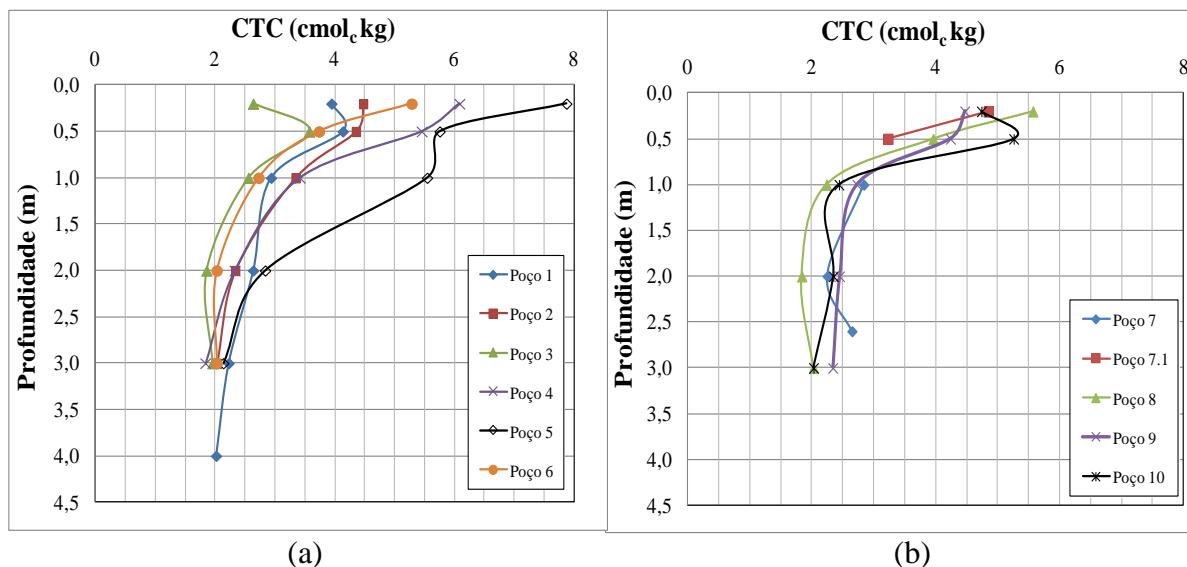 CTC (cmolc kg)
0 2 4 6 8
0,0
0,5
1,0
1,5
2,0
2,5
3,0
3,5
4,0
4,5
Profundidade (m)
Poço 1
Poço 2
Poço 3
Poço 4
Poço 5
Poço 6
(a)
CTC (cmolc kg)
0 2 4 6 8
0,0
0,5
1,0
1,5
2,0
2,5
3,0
3,5
4,0
4,5
Profundidade (m)
Poço 7
Poço 7.1
Poço 8
Poço 9
Poço 10
(b)